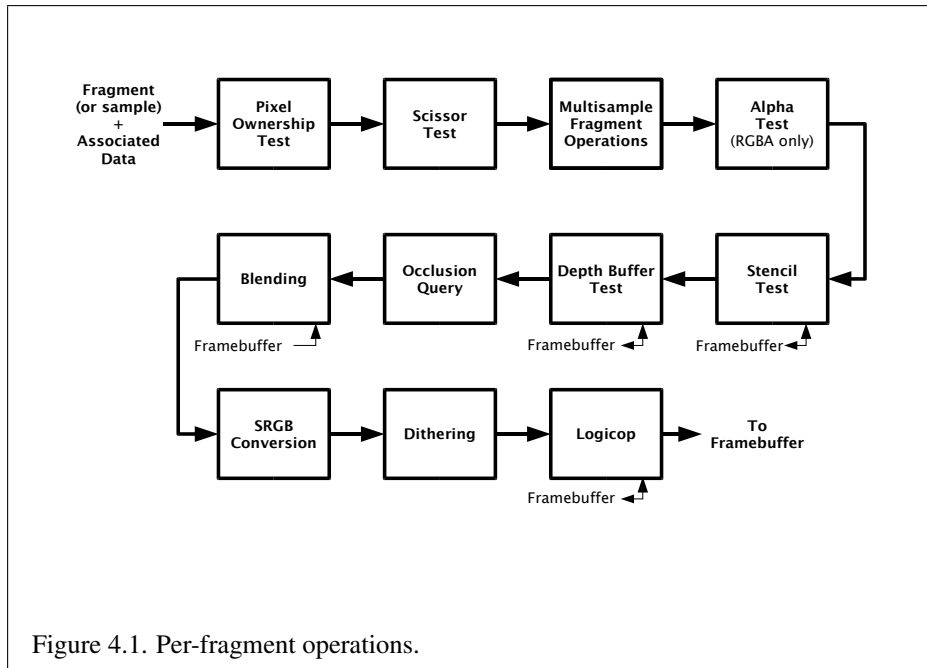 Fragment
(or sample)
+
Associated
Data
Pixel
Ownership
Test
Scissor
Test
Multisample
Fragment
Operations
Alpha
Test
(RGBA only)
Blending
Occlusion
Query
Depth Buffer
Test
Stencil
Test
Framebuffer
Framebuffer
Framebuffer
SRGB
Conversion
Dithering
Logicop
To
Framebuffer
Framebuffer
Figure 4.1. Per-fragment operations.